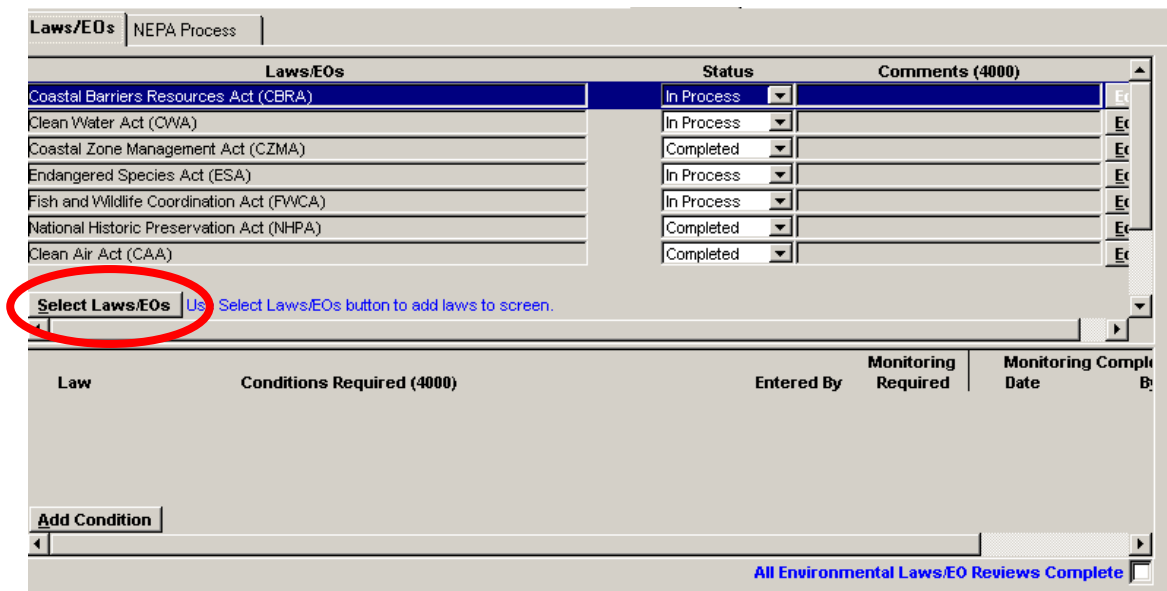 Laws/EOs NEPA Process
Laws/EOs Status Comments (4000)
Coastal Barriers Resources Act (CBRA) In Process
Clean Water Act (CWA) In Process
Coastal Zone Management Act (CZMA) Completed
Endangered Species Act (ESA) In Process
Fish and Wildlife Coordination Act (FWCA) In Process
National Historic Preservation Act (NHPA) Completed
Clean Air Act (CAA) Completed
Select Laws/EOs Select Laws/EOs button to add laws to screen.
Monitoring Monitoring
Law Conditions Required (4000) Entered By Required Date
Add Condition
All Environmental Laws/EO Reviews Complete